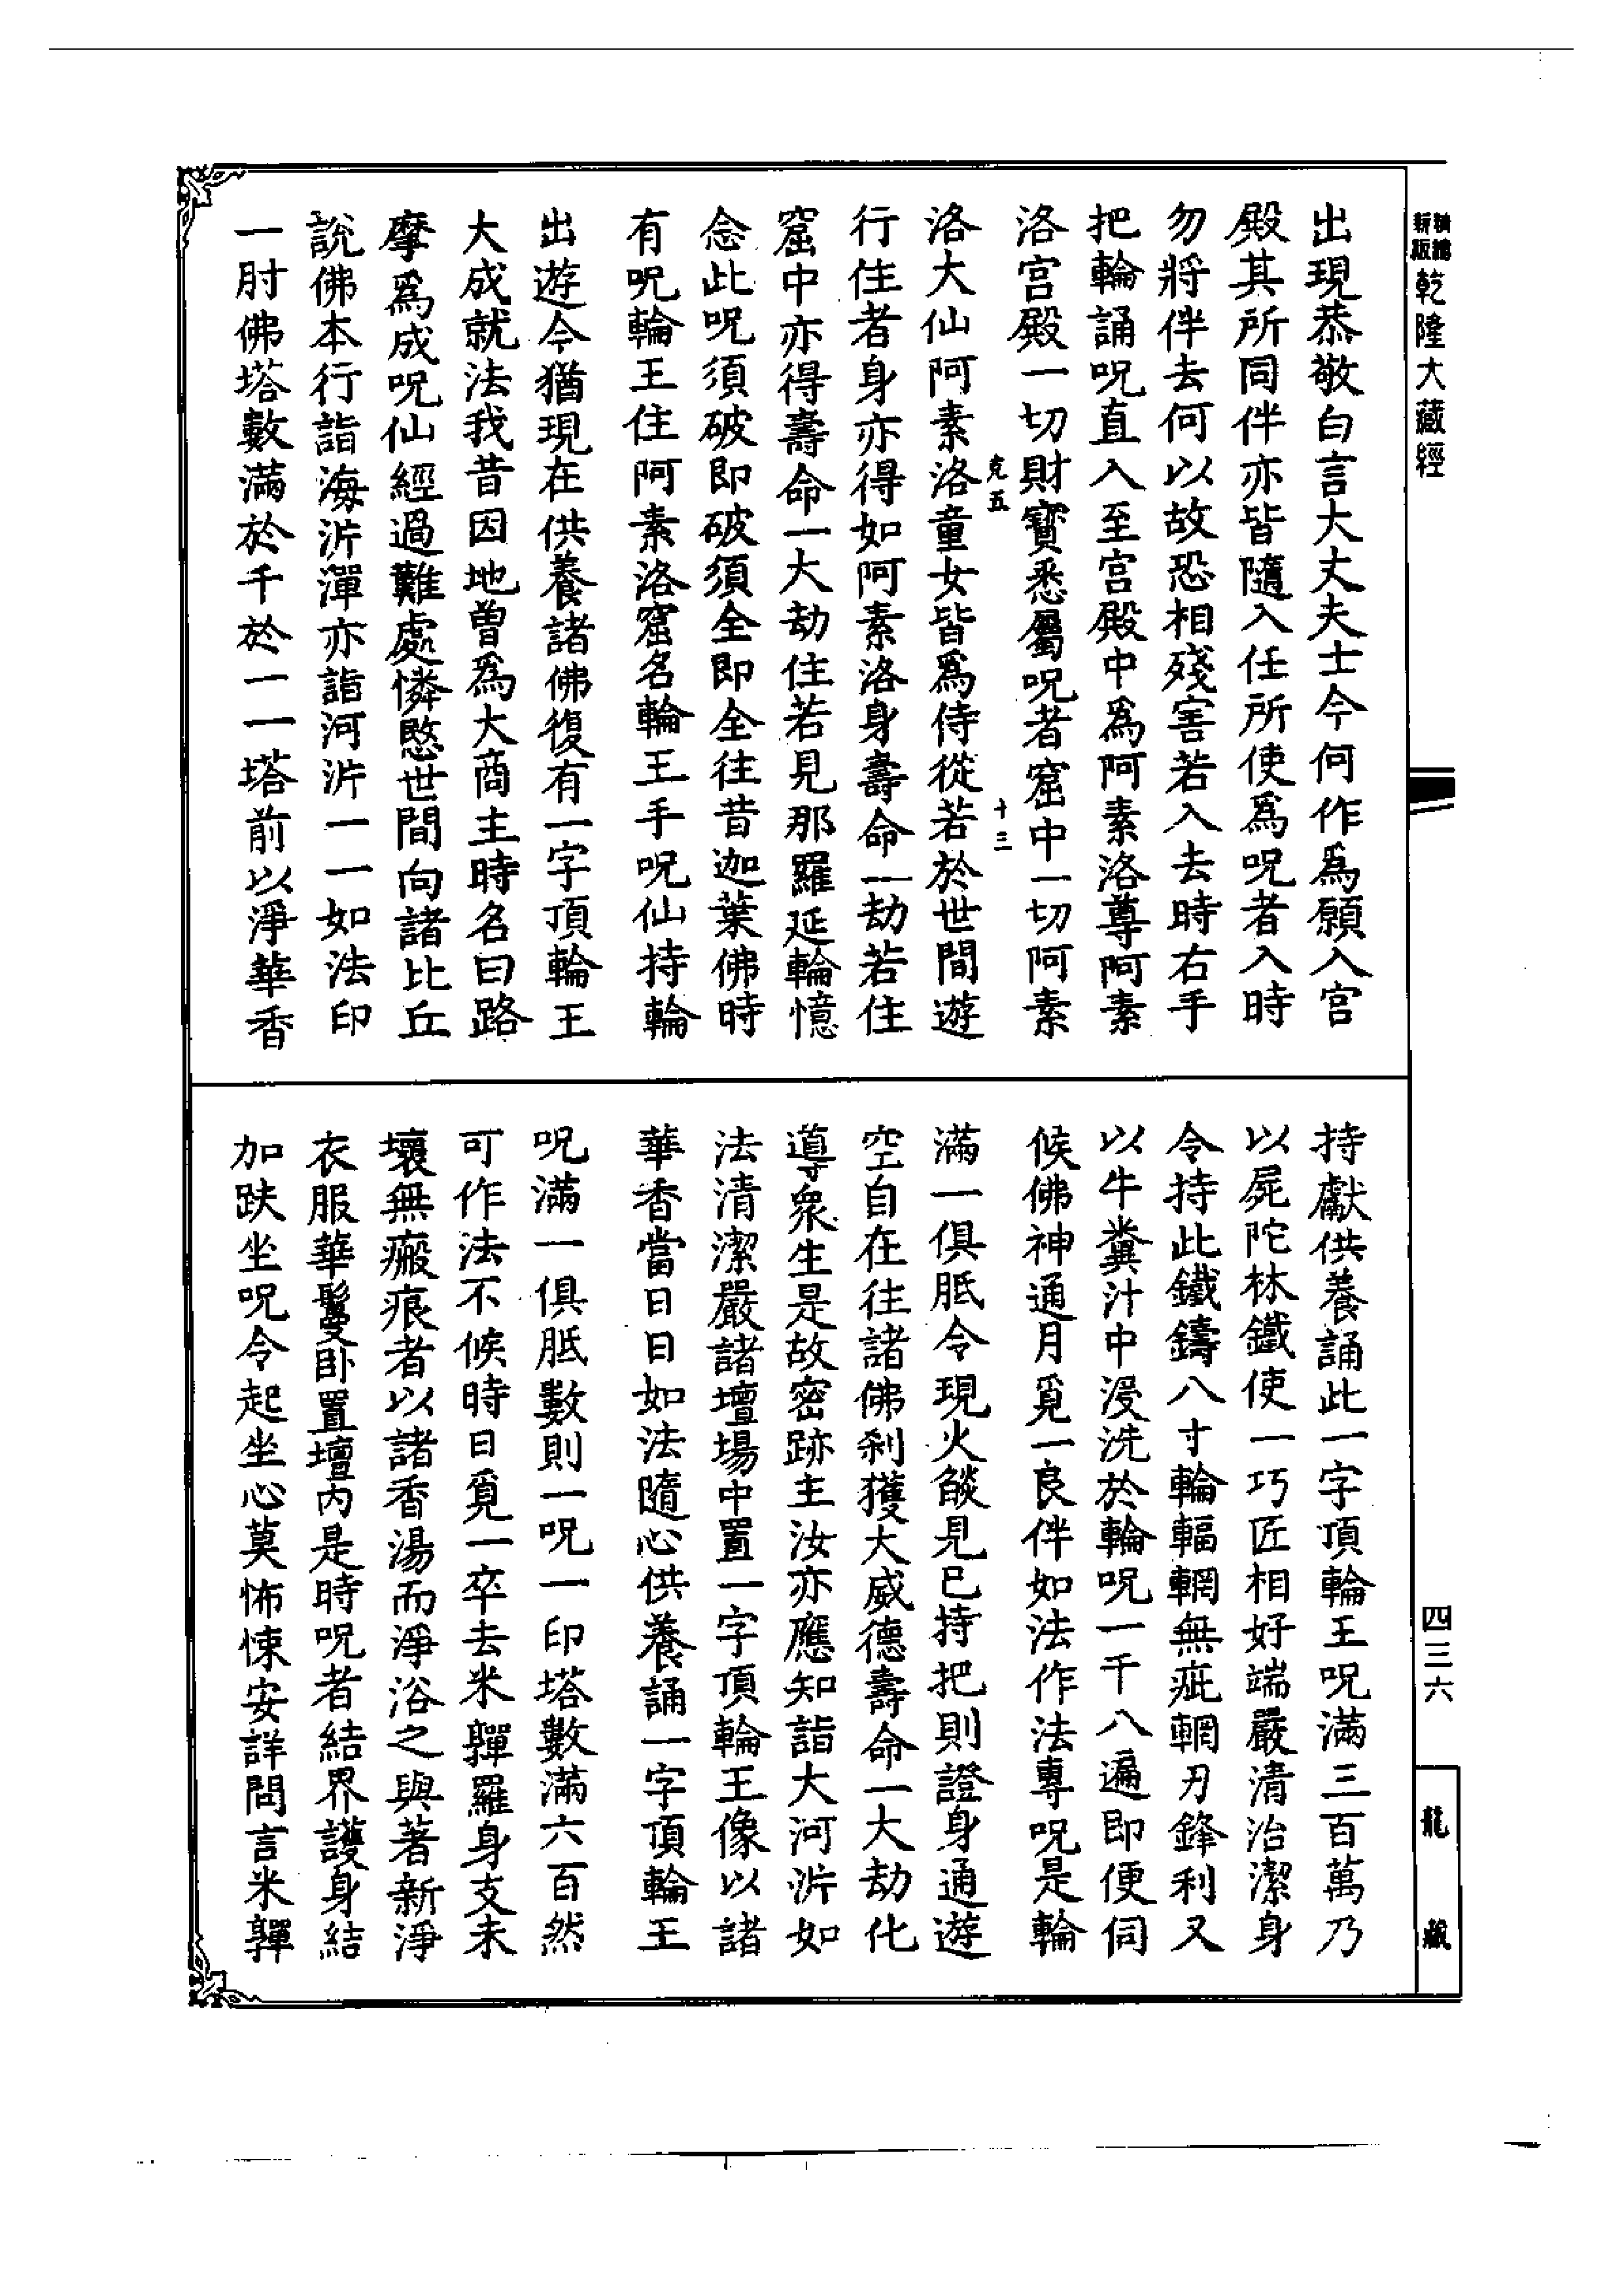 新編
新版
乾隆大藏經
出現恭敬白言大丈夫士今何作爲願入宮
殿其所同伴亦皆隨入任所使爲呪者入時
勿將伴去何以故恐相殘害若入去時右手
把輪誦呪直入至宮殿中爲阿素洛尊阿素
洛宮殿一切財寳悉屬呪者窟中一切阿素
克五
十三
洛大仙阿素洛童女皆爲侍從若於世間遊
行住者身亦得如阿素洛身壽命一劫若住
窟中亦得壽命一大劫住若見那羅延輪憶
念此呪須破即破須全即全往昔迦葉佛時
有呪輪王住阿素洛窟名輪王手呪仙持輪
出遊今猶現在供養諸佛復有一字頂輪王
大成就法我昔因地曽爲大商主時名曰路
摩爲成呪仙經過難處憐愍世間向諸比丘
說佛本行詣海泝潬亦詣河泝一一如法印
一肘佛塔數滿於千於一一塔前以淨華香
持獻供養誦此一字頂輪王呪滿三百萬乃
以屍陀林鐵使一巧匠相好端嚴清治潔身
令持此鐵鑄八寸輪輻輞無疵輞刃鋒利又
以牛糞汁中浸洗於輪呪一千八遍即便伺
候佛神通月覓一良伴如法作法專呪是輪
滿一俱胝令現火燄見已持把則證身通遊
空自在往諸佛刹獲大威德壽命一大劫化
導衆生是故密跡主汝亦應知詣大河泝如
法清潔嚴諸壇場中置一字頂輪王像以諸
華香當日日如法隨心供養誦一字頂輪王
呪滿一俱胝數則一呪一印塔數滿六百然
可作法不候時日覓一卒去米嚲羅身支未
壞無瘢痕者以諸香湯而淨浴之與著新淨
衣服華鬘卧置壇内是時呪者結界護身結
加趺坐呪令起坐心莫怖悚安詳問言米嚲
四三六
龍藏